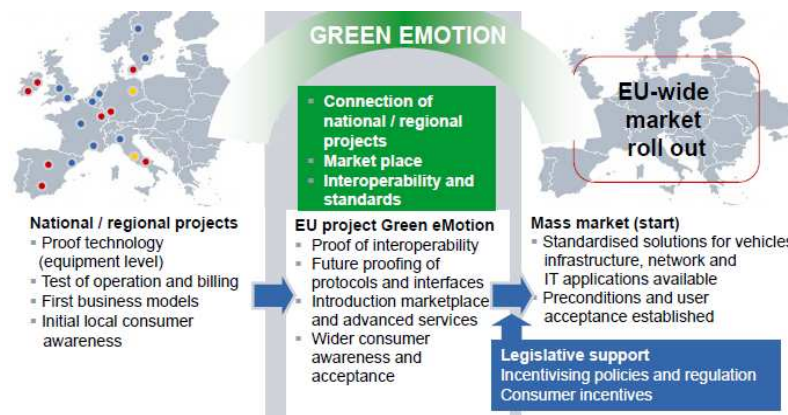 GREEN EMOTION
▪ Connection of
national / regional
projects
▪ Market place
▪ Interoperability and
standards
EU-wide
market
roll out
National / regional projects
▪ Proof technology
(equipment level)
▪ Test of operation and billing
▪ First business models
▪ Initial local consumer
awareness
EU project Green eMotion
▪ Proof of interoperability
▪ Future proofing of
protocols and interfaces
▪ Introduction marketplace
and advanced services
▪ Wider consumer
awareness and
acceptance
Mass market (start)
▪ Standardised solutions for vehicles
infrastructure, network and
IT applications available
▪ Preconditions and user
acceptance established
Legislative support
Incentivising policies and regulation
Consumer incentives